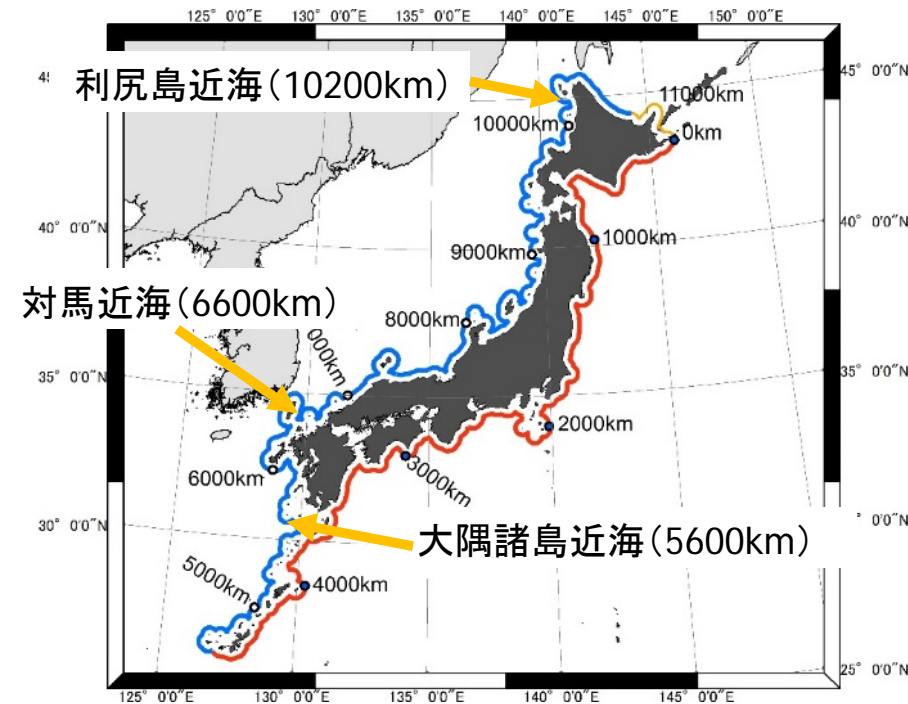 125° 0'0"E 130° 0'0"E 135° 0'0"E 140° 0'0"E 145° 0'0"E 150° 0'0"E
利尻島近海(10200km)
45° 0'0"N
11000km
10000km
0km
40° 0'0"N
40° 0'0"N
1000km
9000km
対馬近海(6600km)
8000km
000km
35° 0'0"N
35° 0'0"N
2000km
3000km
6000km
30° 0'0"N
° 0'0"N
大隅諸島近海(5600km)
5000km
4000km
25° 0'0"N
125° 0'0"E 130° 0'0"E 135° 0'0"E 140° 0'0"E 145° 0'0"E